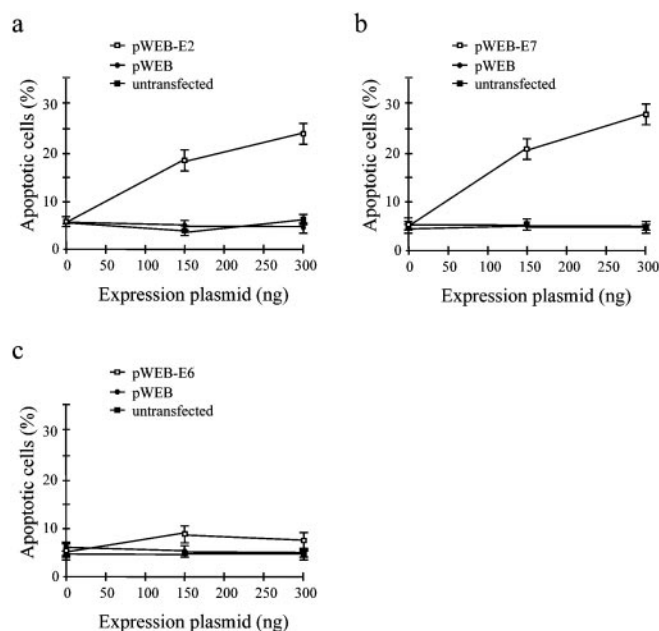 a
pWEB-E2
pWEB
untransfected
Apoptotic cells (%)
30
20
10
0
0 50 100 150 200 250 300
Expression plasmid (ng)
b
pWEB-E7
pWEB
untransfected
Apoptotic cells (%)
30
20
10
0
0 50 100 150 200 250 300
Expression plasmid (ng)
c
pWEB-E6
pWEB
untransfected
Apoptotic cells (%)
30
20
10
0
0 50 100 150 200 250 300
Expression plasmid (ng)